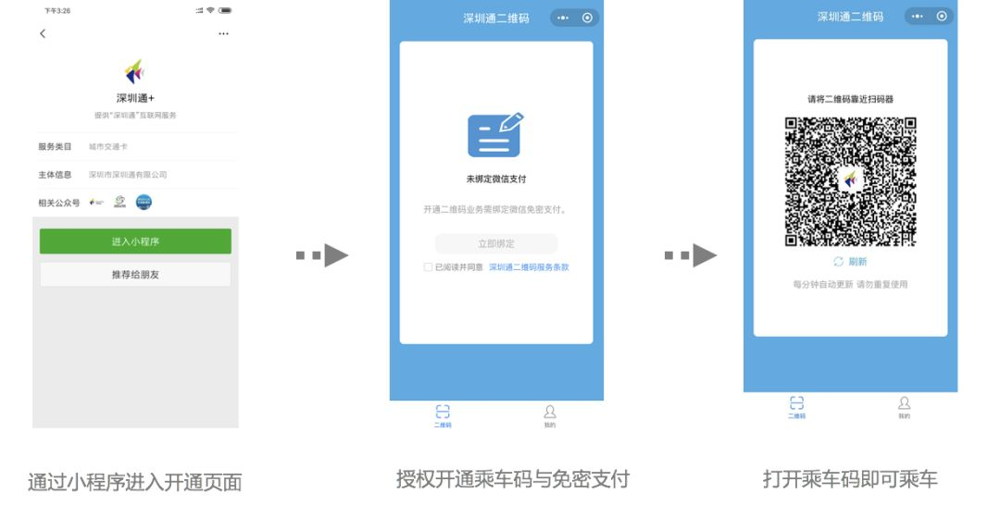 下午3:26
深圳通+
提供“深圳通”互联网服务
服务类目 城市交通卡
主体信息 深圳市深圳通有限公司
相关公众号
进入小程序
推荐给朋友
通过小程序进入开通页面
深圳通二维码
未绑定微信支付
开通二维码业务需绑定微信免密支付。
立即绑定
已阅读并同意 深圳通二维码服务条款
二维码
我的
授权开通乘车码与免密支付
深圳通二维码
请将二维码靠近扫码器
刷新
每分钟自动更新 请勿重复使用
二维码
我的
打开乘车码即可乘车